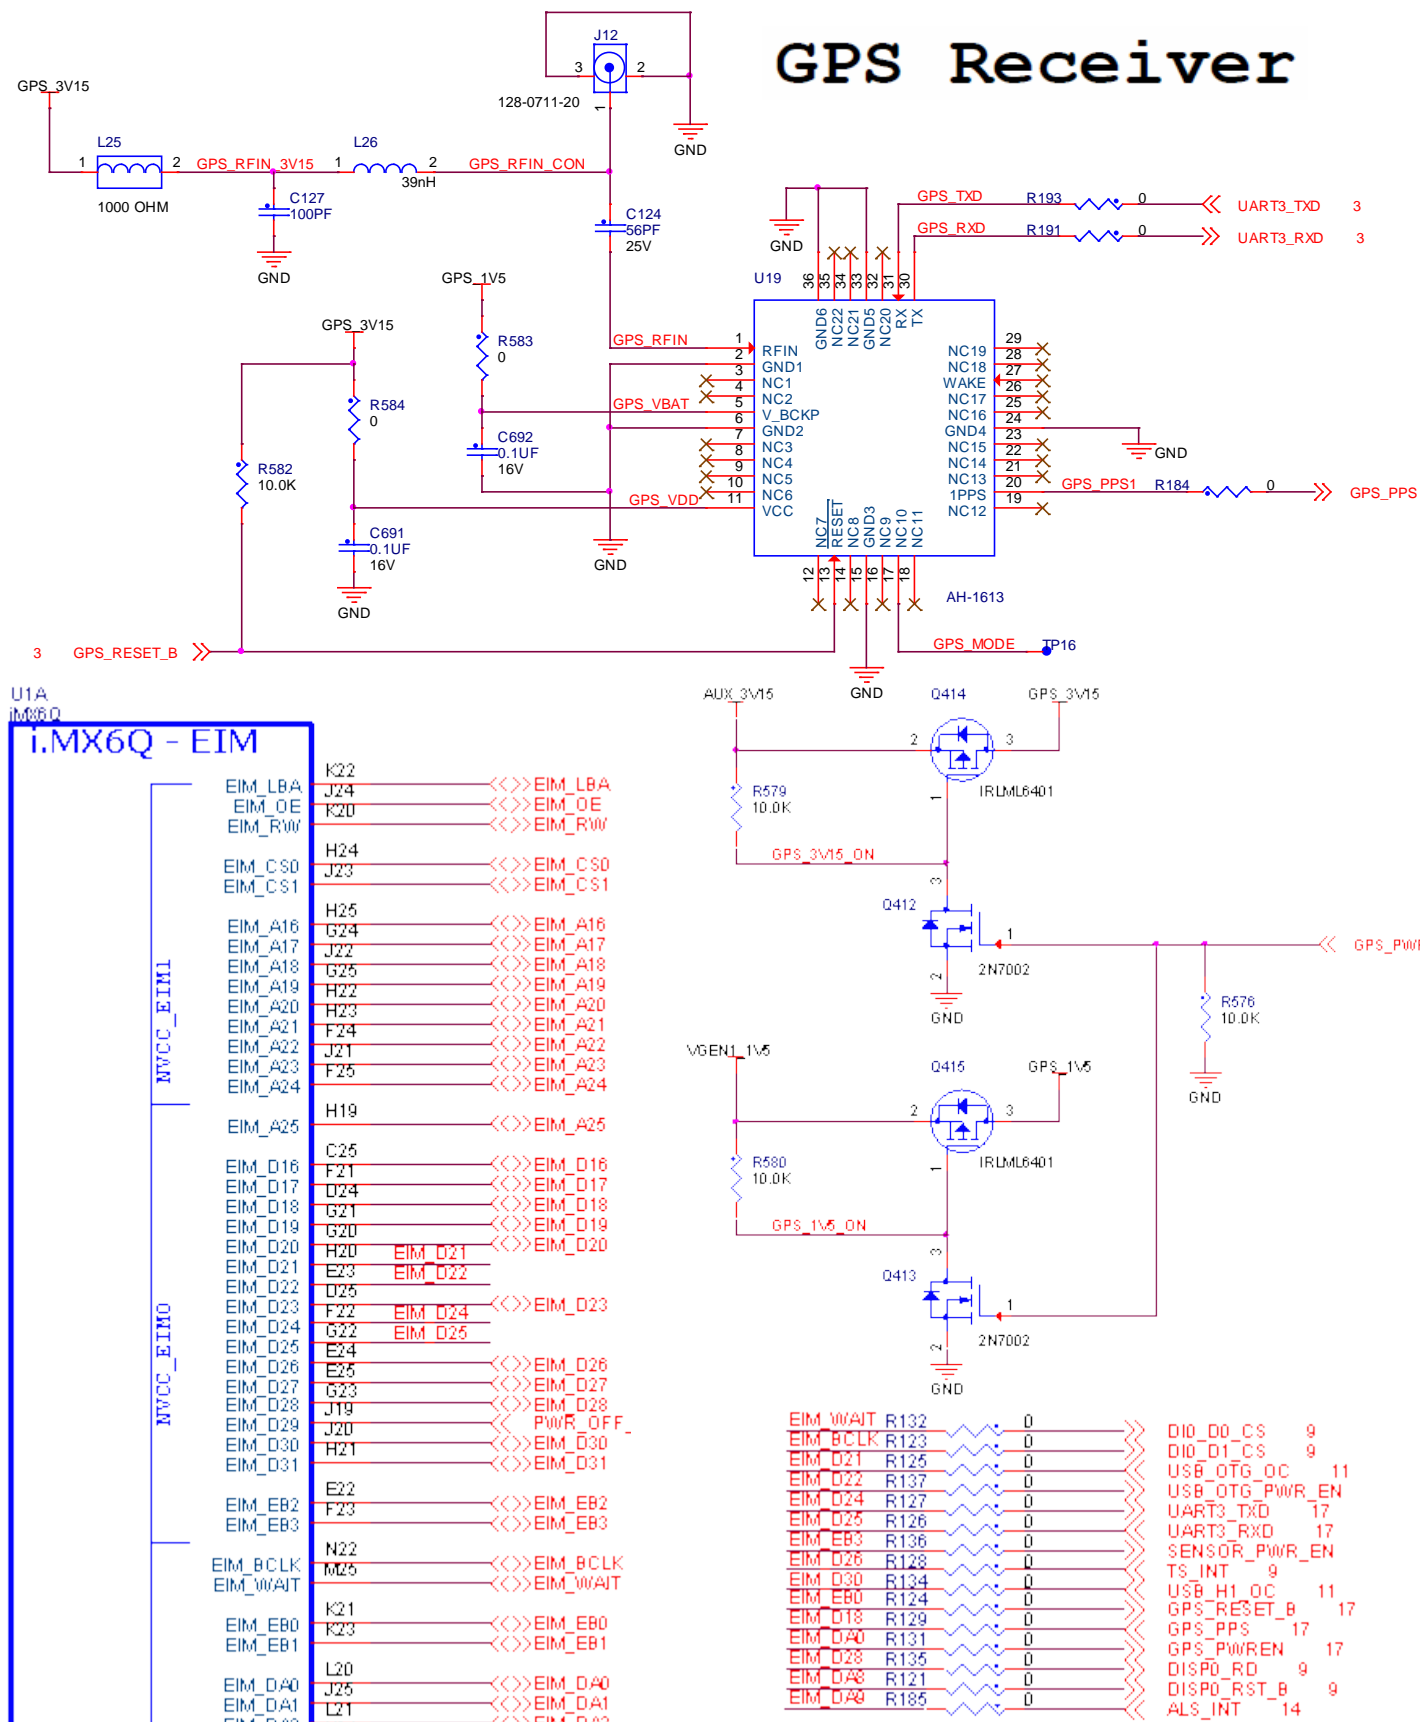 GPS Receiver
J12
3
2
1
128-0711-20
GND
GPS_3V15
L25
1
2
1000 OHM
GPS_RFIN_3V15
L26
1
2
39nH
GPS_RFIN_CON
C127
100PF
GND
C124
56PF
25V
GND
GPS_TXD
R193
0
UART3_TXD 3
GPS_RXD
R191
0
UART3_RXD 3
GPS_1V5
R583
0
GPS_3V15
R584
0
R582
10.0K
GPS_RFIN
GPS_VBAT
C692
0.1UF
16V
GPS_VDD
C691
0.1UF
16V
GND
GND
U19
36
35
34
33
32
31
30
GND6
NC22
NC21
GND5
NC20
RX
TX
1 RFIN
2 GND1
3 NC1
4 NC2
5 V_BCKP
6 GND2
7 NC3
8 NC4
9 NC5
10 NC6
11 VCC
NC19 29
NC18 28
WAKE 27
NC17 26
NC16 25
GND4 24
NC15 23
NC14 22
NC13 21
1PPS 20
NC12 19
NC7
RESET
NC8
GND3
NC9
NC10
NC11
12
13
14
15
16
17
18
AH-1613
GND
GPS_PPS1
R184
0
GPS_PPS
3 GPS_RESET_B
GPS_MODE
TP16
GND
U1A
iMX6Q
i.MX6Q - EIM
NVCC_EIM1
EIM_LBA K22 EIM_LBA
EIM_OE J24 EIM_OE
EIM_RW K20 EIM_RW
EIM_CS0 H24 EIM_CS0
EIM_CS1 J23 EIM_CS1
EIM_A16 H25 EIM_A16
EIM_A17 G24 EIM_A17
EIM_A18 J22 EIM_A18
EIM_A19 G25 EIM_A19
EIM_A20 H22 EIM_A20
EIM_A21 H23 EIM_A21
EIM_A22 F24 EIM_A22
EIM_A23 J21 EIM_A23
EIM_A24 F25 EIM_A24
NVCC_EIM0
EIM_A25 H19 EIM_A25
EIM_D16 C25 EIM_D16
EIM_D17 F21 EIM_D17
EIM_D18 D24 EIM_D18
EIM_D19 G21 EIM_D19
EIM_D20 G20 EIM_D20
EIM_D21 H20 EIM_D21
EIM_D22 E23 EIM_D22
EIM_D23 D25 EIM_D23
EIM_D24 F22 EIM_D24
EIM_D25 G22 EIM_D25
EIM_D26 E24 EIM_D26
EIM_D27 E25 EIM_D27
EIM_D28 G23 EIM_D28
EIM_D29 J19 PWR_OFF_
EIM_D30 J20 EIM_D30
EIM_D31 H21 EIM_D31
EIM_EB2 E22 EIM_EB2
EIM_EB3 F23 EIM_EB3
EIM_BCLK N22 EIM_BCLK
EIM_WAIT M25 EIM_WAIT
EIM_EB0 K21 EIM_EB0
EIM_EB1 K23 EIM_EB1
EIM_DA0 L20 EIM_DA0
EIM_DA1 J25 EIM_DA1
L21
AUX_3V15
Q414
GPS_3V15
2
3
1
IRLML6401
R579
10.0K
GPS_3V15_ON
3
Q412
1
2
2N7002
GND
GPS_PW
R576
10.0K
GND
VGEN1_1V5
Q415
GPS_1V5
2
3
1
IRLML6401
R580
10.0K
GPS_1V5_ON
3
Q413
1
2
2N7002
GND
EIM_WAIT R132 0 DI0_D0_CS 9
EIM_BCLK R123 0 DI0_D1_CS 9
EIM_D21 R125 0 USB_OTG_OC 11
EIM_D22 R137 0 USB_OTG_PWR_EN
EIM_D24 R127 0 UART3_TXD 17
EIM_D25 R126 0 UART3_RXD 17
EIM_EB3 R136 0 SENSOR_PWR_EN
EIM_D26 R128 0 TS_INT 9
EIM_D30 R134 0 USB_H1_OC 11
EIM_EB0 R124 0 GPS_RESET_B 17
EIM_D18 R129 0 GPS_PPS 17
EIM_DA0 R131 0 GPS_PWREN 17
EIM_D28 R135 0 DISP0_RD 9
EIM_DA8 R121 0 DISP0_RST_B 9
EIM_DA9 R185 0 ALS_INT 14